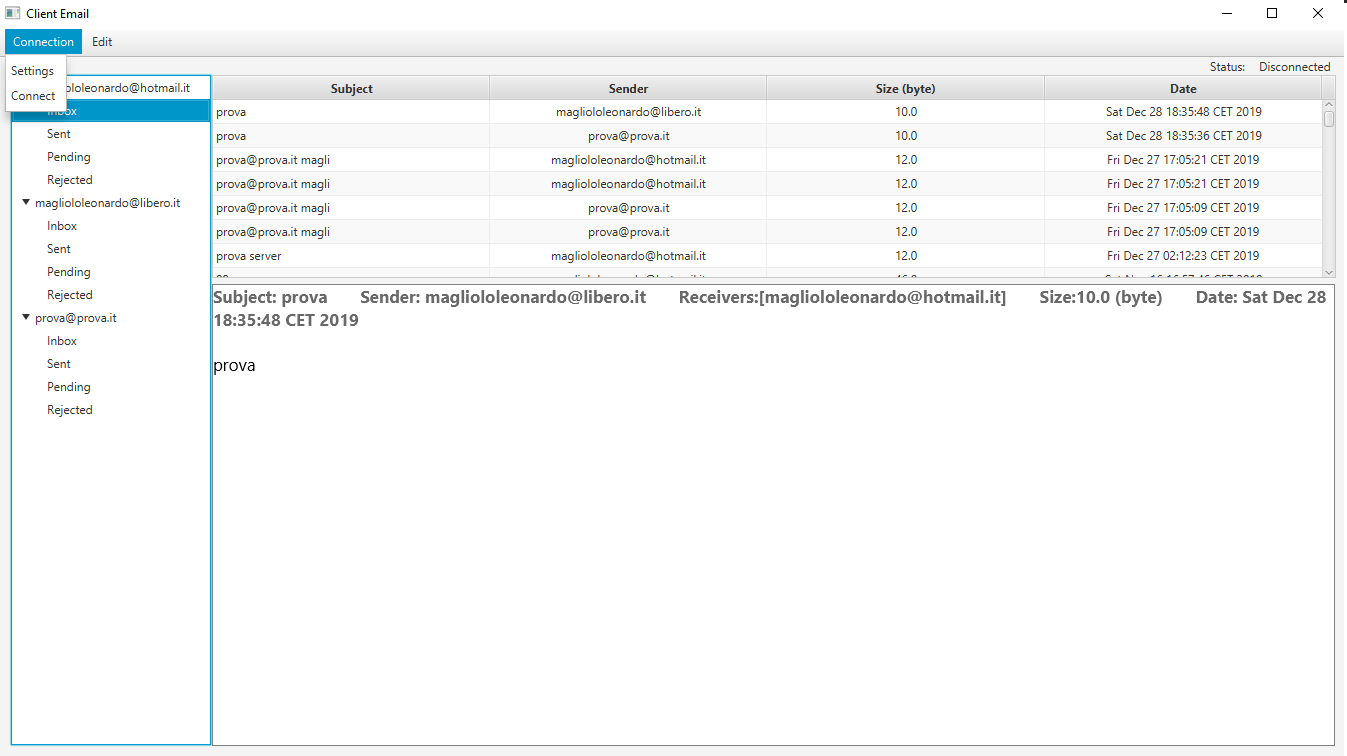 Client Email
Connection Edit
Settings
Connect
Status: Disconnected
ololeonardo@hotmail.it
Inbox
Sent
Pending
Rejected
magliololeonardo@libero.it
Inbox
Sent
Pending
Rejected
prova@prova.it
Inbox
Sent
Pending
Rejected
Subject Sender Size (byte) Date
prova magliololeonardo@libero.it 10.0 Sat Dec 28 18:35:48 CET 2019
prova prova@prova.it 10.0 Sat Dec 28 18:35:36 CET 2019
prova@prova.it magli magliololeonardo@hotmail.it 12.0 Fri Dec 27 17:05:21 CET 2019
prova@prova.it magli magliololeonardo@hotmail.it 12.0 Fri Dec 27 17:05:21 CET 2019
prova@prova.it magli prova@prova.it 12.0 Fri Dec 27 17:05:09 CET 2019
prova@prova.it magli prova@prova.it 12.0 Fri Dec 27 17:05:09 CET 2019
prova server magliololeonardo@hotmail.it 12.0 Fri Dec 27 02:12:23 CET 2019
Subject: prova Sender: magliololeonardo@libero.it Receivers:[magliololeonardo@hotmail.it] Size:10.0 (byte) Date: Sat Dec 28
18:35:48 CET 2019
prova